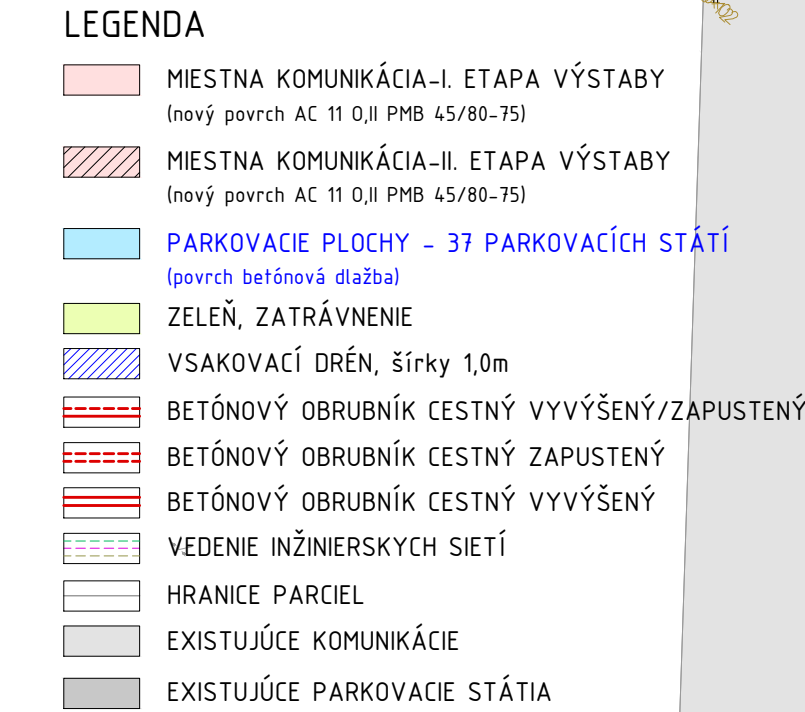 LEGENDA
MIESTNA KOMUNIKÁCIA-I. ETAPA VÝSTABY
(nový povrch AC 11 O,II PMB 45/80-75)
MIESTNA KOMUNIKÁCIA-II. ETAPA VÝSTABY
(nový povrch AC 11 O,II PMB 45/80-75)
PARKOVACIE PLOCHY - 37 PARKOVACÍCH STÁTÍ
(povrch betónová dlažba)
ZELEŇ, ZATRÁVNENIE
VSAKOVACÍ DRÉN, šírky 1,0m
BETÓNOVÝ OBRUBNÍK CESTNÝ VYVÝŠENÝ/ZAPUSTENÝ
BETÓNOVÝ OBRUBNÍK CESTNÝ ZAPUSTENÝ
BETÓNOVÝ OBRUBNÍK CESTNÝ VYVÝŠENÝ
VEDENIE INŽINIERSKYCH SIETÍ
HRANICE PARCIEL
EXISTUJÚCE KOMUNIKÁCIE
EXISTUJÚCE PARKOVACIE STÁTIA